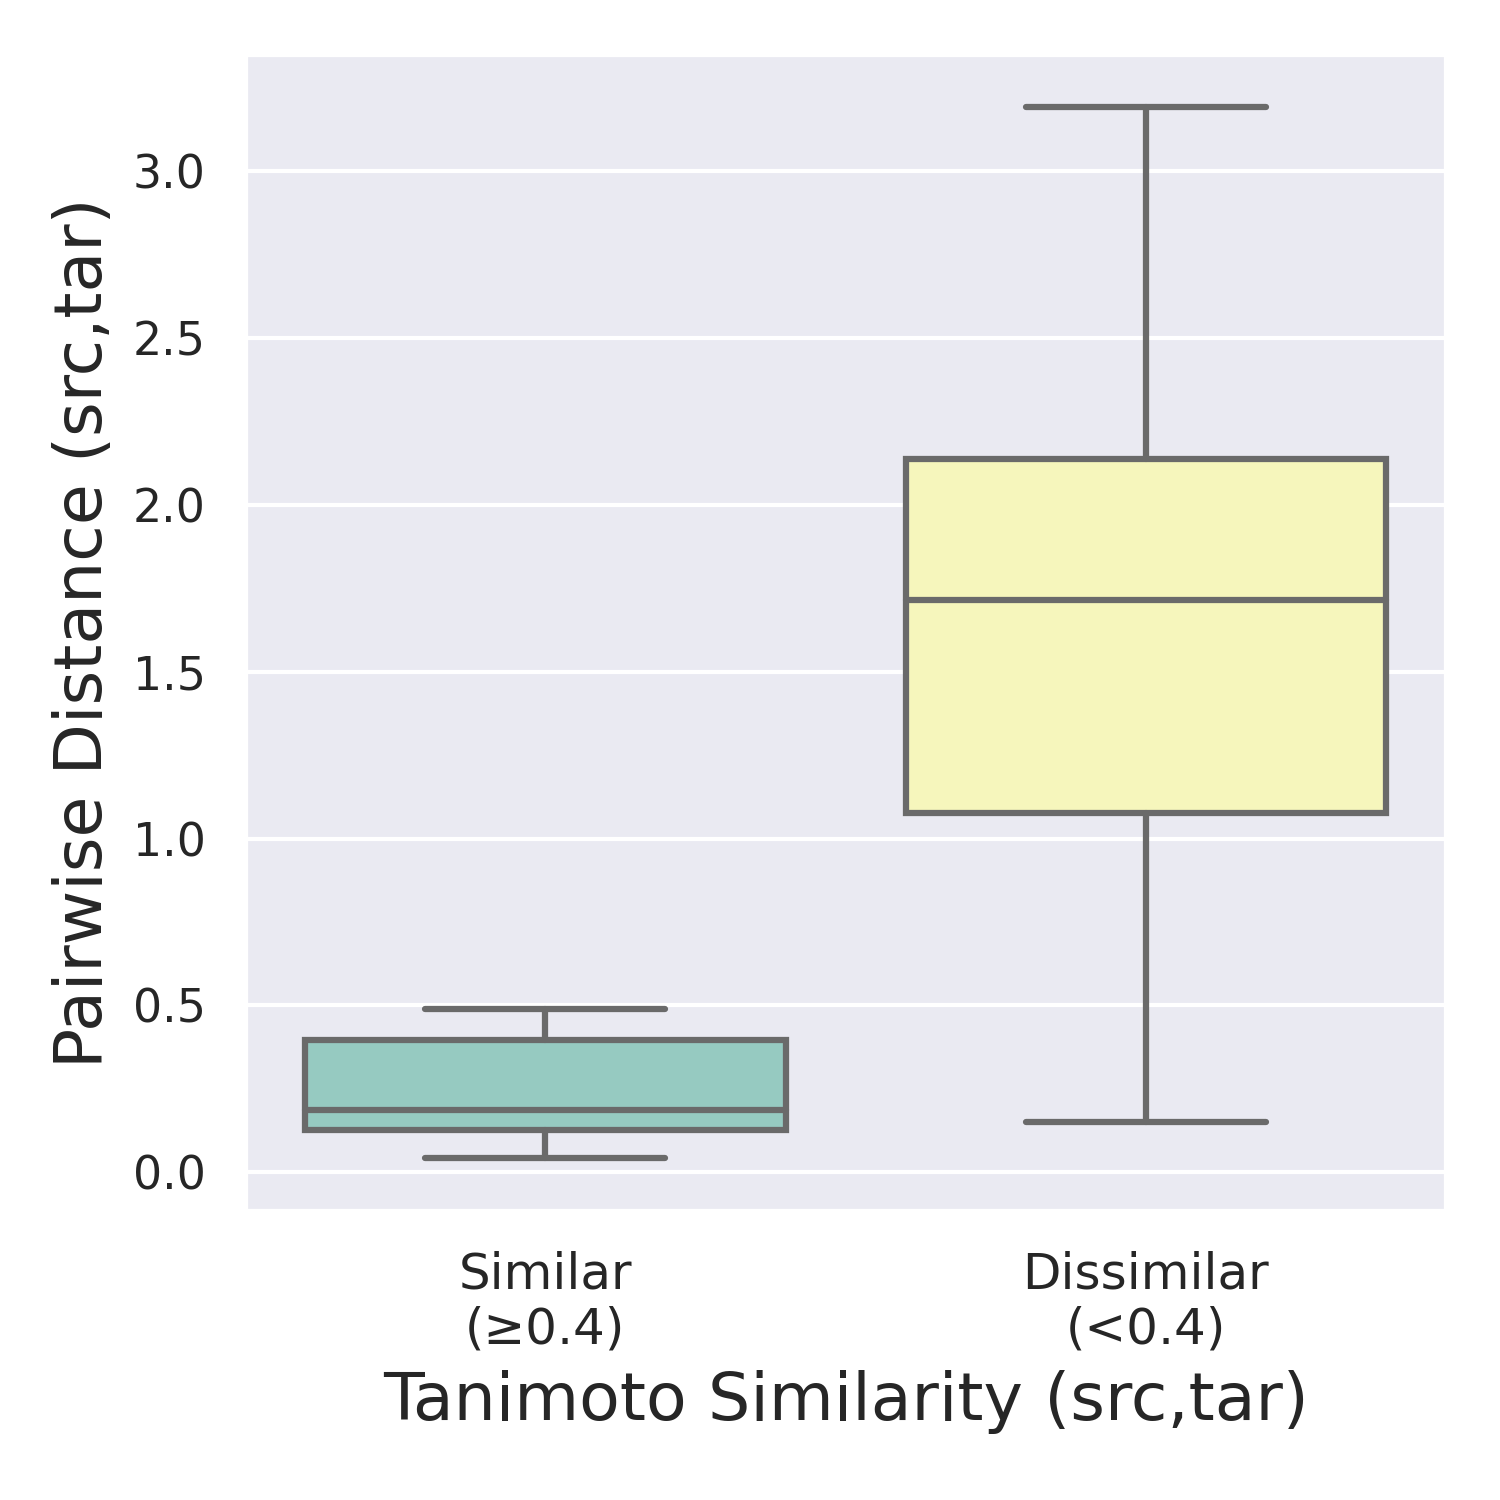 Pairwise Distance (src,tar)
3.0
2.5
2.0
1.5
1.0
0.5
0.0
Similar
(≥0.4)
Dissimilar
(<0.4)
Tanimoto Similarity (src,tar)